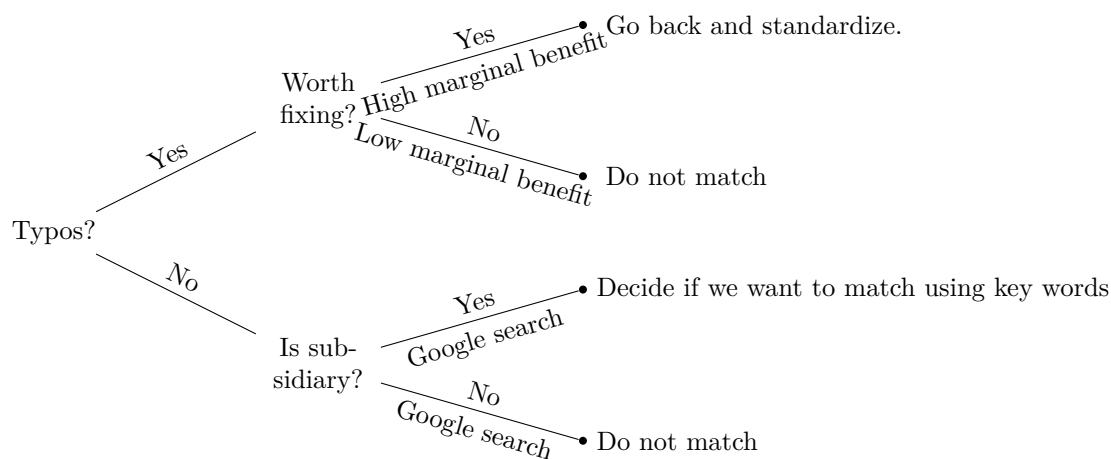 Yes
Go back and standardize.
Worth
fixing?
High marginal benefit
No
Low marginal benefit
Do not match
Yes
Typos?
No
Yes
Decide if we want to match using key words
Google search
Is sub-
sidiary?
No
Google search
Do not match